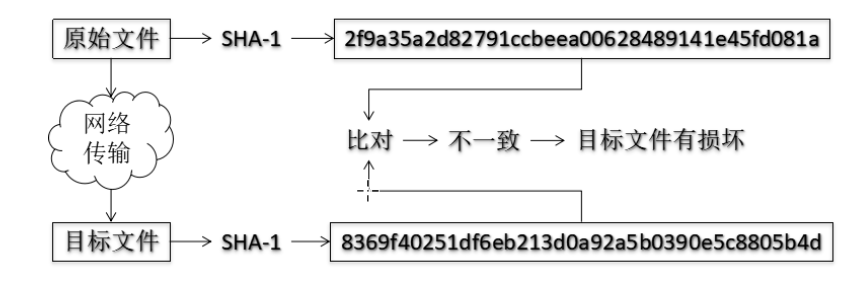 原始文件
SHA-1
2f9a35a2d82791ccbeea00628489141e45fd081a
网络
传输
比对
不一致
目标文件有损坏
目标文件
SHA-1
8369f40251df6eb213d0a92a5b0390e5c8805b4d